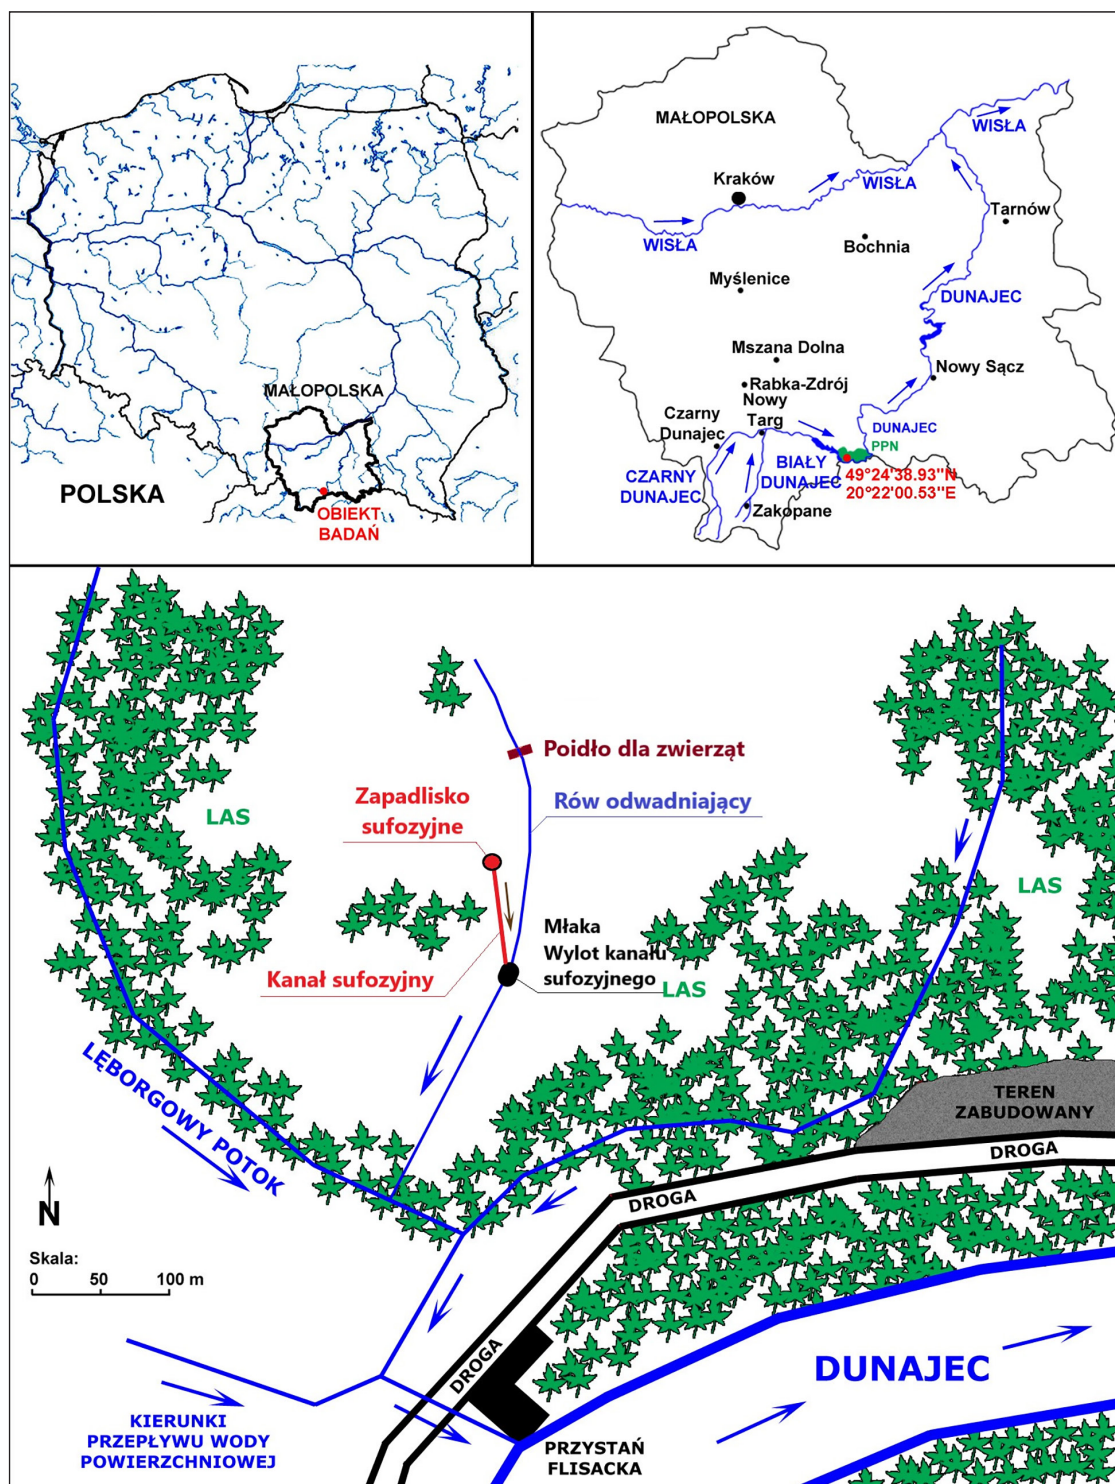 MAŁOPOLSKA
POLSKA
OBIEKT
BADAŃ
MAŁOPOLSKA
WISŁA
Kraków
WISŁA
Tarnów
WISŁA
Bochnia
Myślenice
DUNAJEC
Mszana Dolna
Rabka-Zdrój
Nowy Sącz
Nowy
Targ
Czarny
Dunajec
DUNAJEC
PPN
CZARNY
DUNAJEC
BIAŁY
DUNAJEC
49°24'38.93"N
20°22'00.53"E
Zakopane
Poidło dla zwierząt
Zapadlisko
sufozyjne
Rów odwadniający
LAS
LAS
Młaka
Wylot kanału
sufozyjnego
Kanał sufozyjny
LAS
LĘBORGOWY POTOK
TEREN
ZABUDOWANY
DROGA
DROGA
N
Skala:
0 50 100 m
DROGA
DUNAJEC
KIERUNKI
PRZEPŁYWU WODY
POWIERZCHNIOWEJ
PRZYSTAŃ
FLISACKA